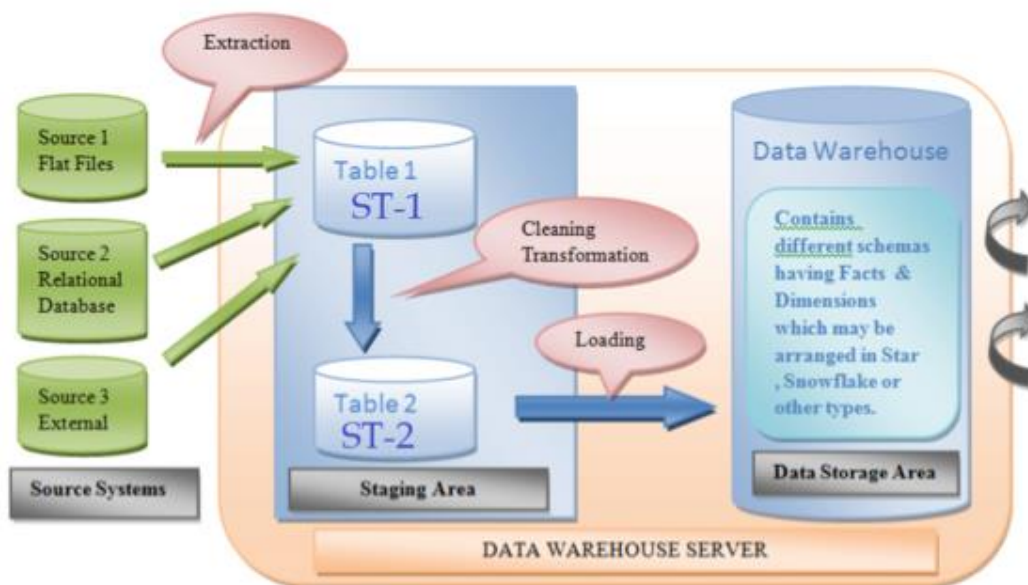 Extraction
Source 1
Flat Files
Source 2
Relational
Database
Source 3
External
Source Systems
Table 1
ST-1
Cleaning
Transformation
Table 2
ST-2
Staging Area
Loading
Data Warehouse
Contains
different schemas
having Facts &
Dimensions
which may be
arranged in Star
, Snowflake or
other types.
Data Storage Area
DATA WAREHOUSE SERVER